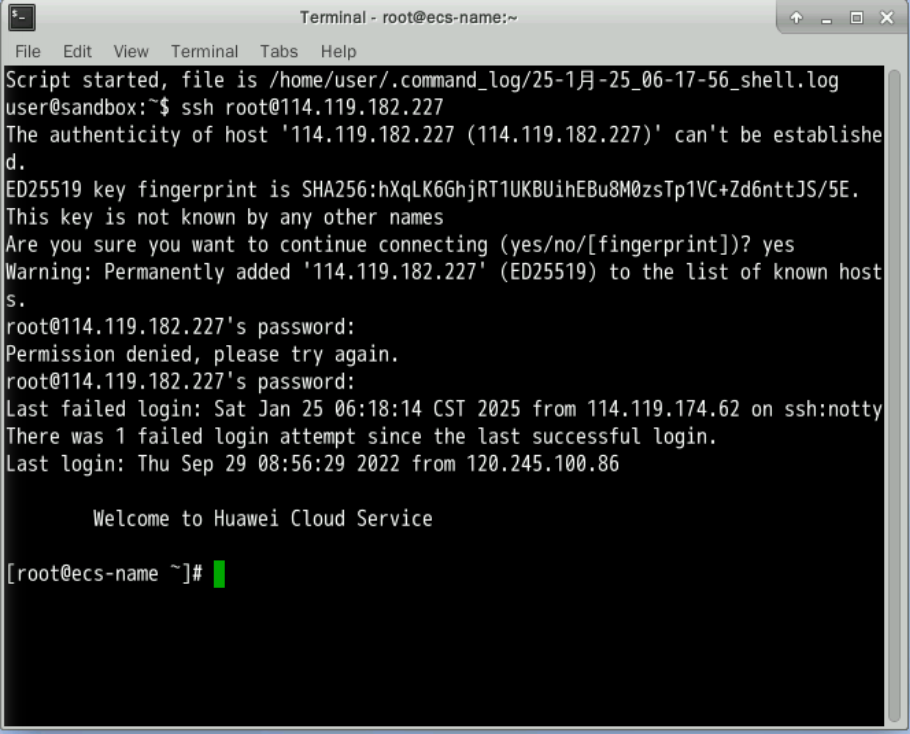 Terminal - root@ecs-name:~
File Edit View Terminal Tabs Help
Script started, file is /home/user/.command_log/25-1月-25_06-17-56_shell.log
user@sandbox:~$ ssh root@114.119.182.227
The authenticity of host '114.119.182.227 (114.119.182.227)' can't be establishe
d.
ED25519 key fingerprint is SHA256:hXqLK6GhjRT1UKBUihEBu8M0zsTp1VC+Zd6nttJS/5E.
This key is not known by any other names
Are you sure you want to continue connecting (yes/no/[fingerprint])? yes
Warning: Permanently added '114.119.182.227' (ED25519) to the list of known host
s.
root@114.119.182.227's password:
Permission denied, please try again.
root@114.119.182.227's password:
Last failed login: Sat Jan 25 06:18:14 CST 2025 from 114.119.174.62 on ssh:notty
There was 1 failed login attempt since the last successful login.
Last login: Thu Sep 29 08:56:29 2022 from 120.245.100.86
Welcome to Huawei Cloud Service
[root@ecs-name ~]#